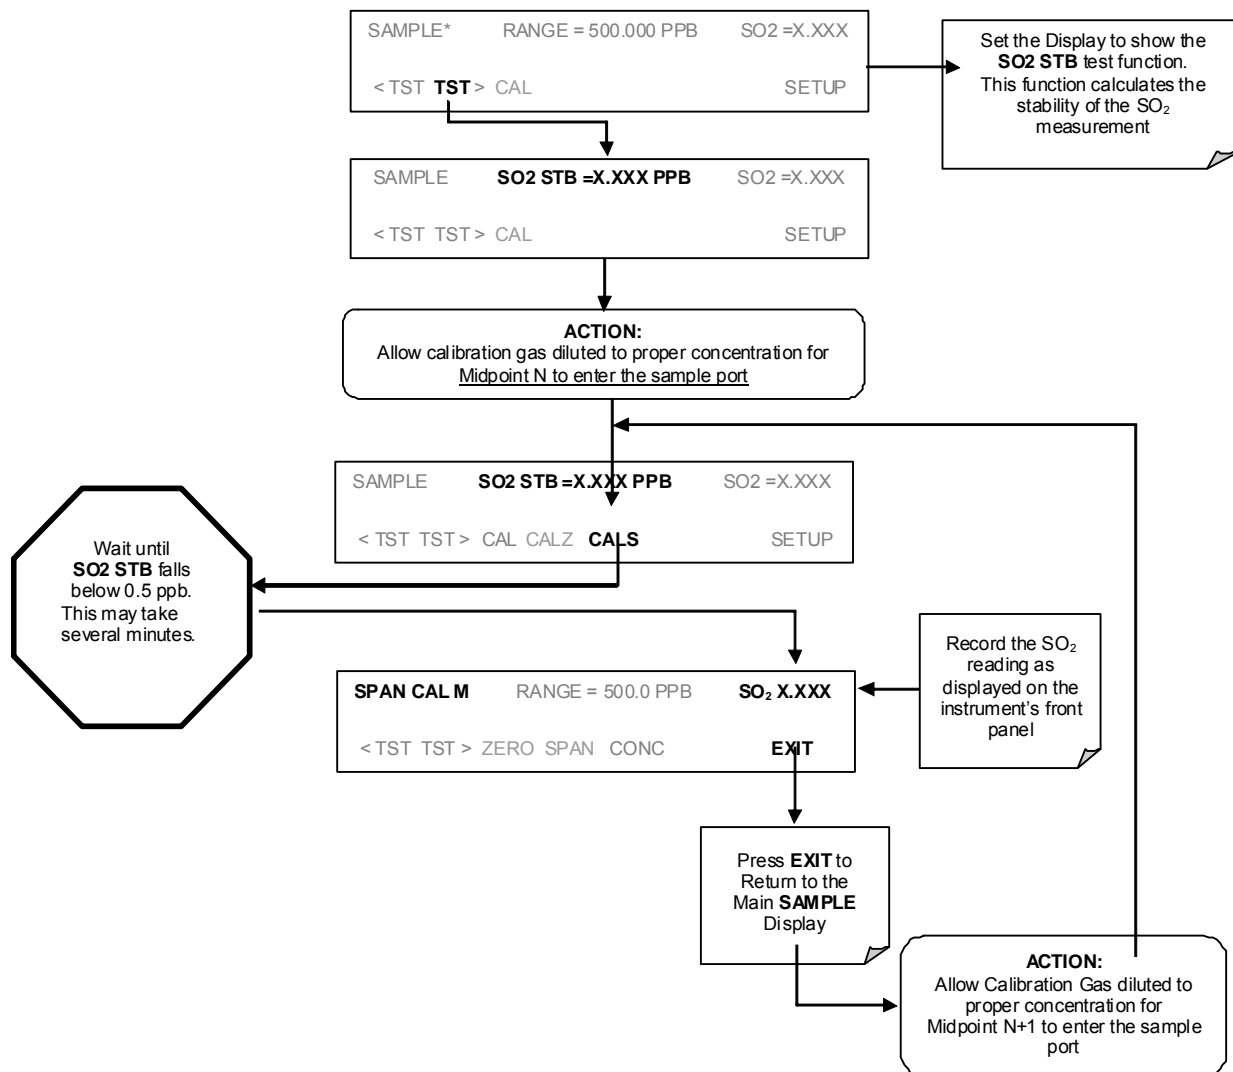 SAMPLE* RANGE = 500.000 PPB SO2 =X.XXX
< TST TST > CAL SETUP
Set the Display to show the
SO2 STB test function.
This function calculates the
stability of the SO₂
measurement
SAMPLE SO2 STB =X.XXX PPB SO2 =X.XXX
< TST TST > CAL SETUP
ACTION:
Allow calibration gas diluted to proper concentration for
Midpoint N to enter the sample port
SAMPLE SO2 STB =X.XXX PPB SO2 =X.XXX
< TST TST > CAL CALZ CALS SETUP
Wait until
SO2 STB falls
below 0.5 ppb.
This may take
several minutes.
SPAN CAL M RANGE = 500.0 PPB SO₂ X.XXX
< TST TST > ZERO SPAN CONC EXIT
Record the SO₂
reading as
displayed on the
instrument's front
panel
Press EXIT to
Return to the
Main SAMPLE
Display
ACTION:
Allow Calibration Gas diluted to
proper concentration for
Midpoint N+1 to enter the sample
port